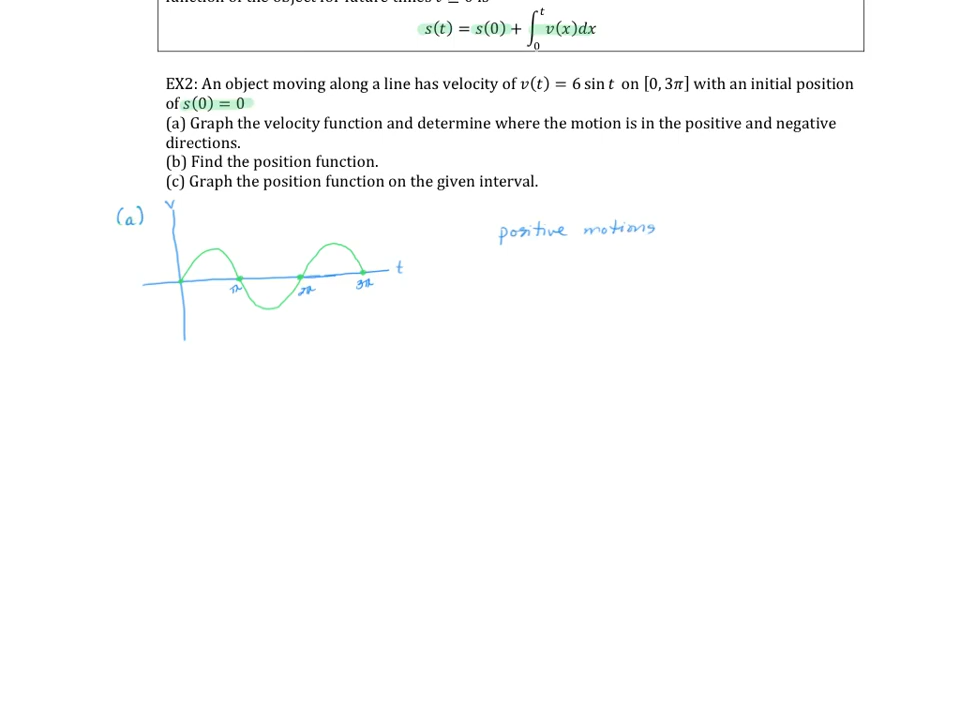 s(t) = s(0) + ∫₀ᵗ v(x)dx
EX2: An object moving along a line has velocity of v(t) = 6 sin t on [0, 3π] with an initial position
of s(0) = 0
(a) Graph the velocity function and determine where the motion is in the positive and negative
directions.
(b) Find the position function.
(c) Graph the position function on the given interval.
(a) v
positive motions
t
π 2π 3π